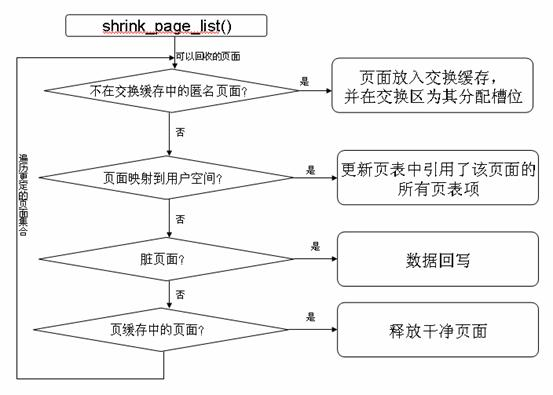 shrink_page_list()
可以回收的页面
不在交换缓存中的匿名页面?
是
页面放入交换缓存，
并在交换区为其分配槽位
否
页面映射到用户空间?
是
更新页表中引用了该页面的
所有页表项
否
脏页面?
是
数据回写
否
页缓存中的页面?
是
释放干净页面
遍历更定的页面集合